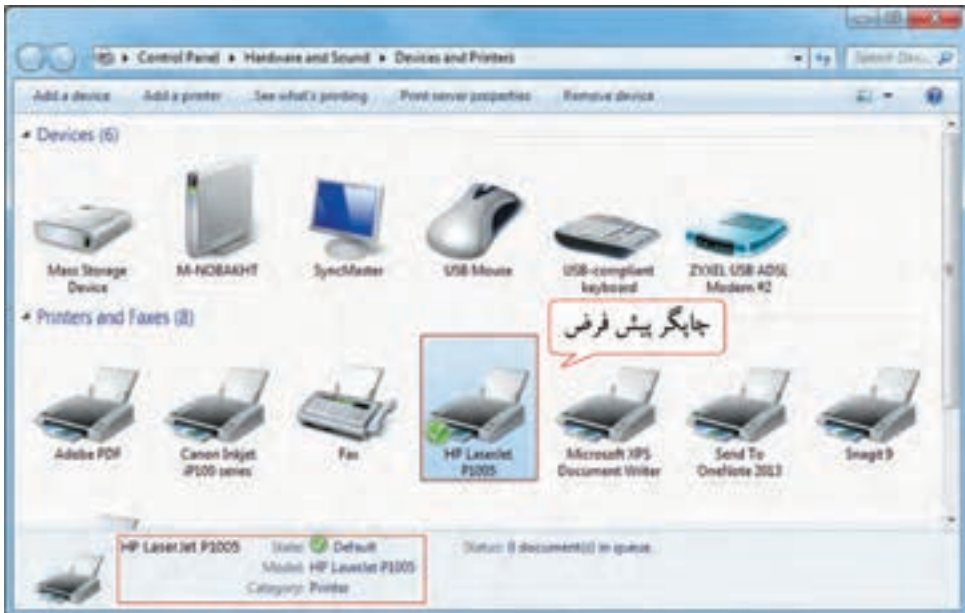 Control Panel ▸ Hardware and Sound ▸ Devices and Printers
Add a device Add a printer See what's printing Print server properties Remove device
Devices (6)
Mass Storage Device
M-NOBAKHT
SyncMaster
USB Mouse
USB-compliant keyboard
ZYXEL USB ADSL Modem #2
Printers and Faxes (8)
چاپگر پیش فرض
Adobe PDF
Canon Inkjet iP100 series
Fax
HP LaserJet P1005
Microsoft XPS Document Writer
Send To OneNote 2013
Snagit 9
HP LaserJet P1005 State: Default Status: 0 document(s) in queue
Model: HP LaserJet P1005
Category: Printer